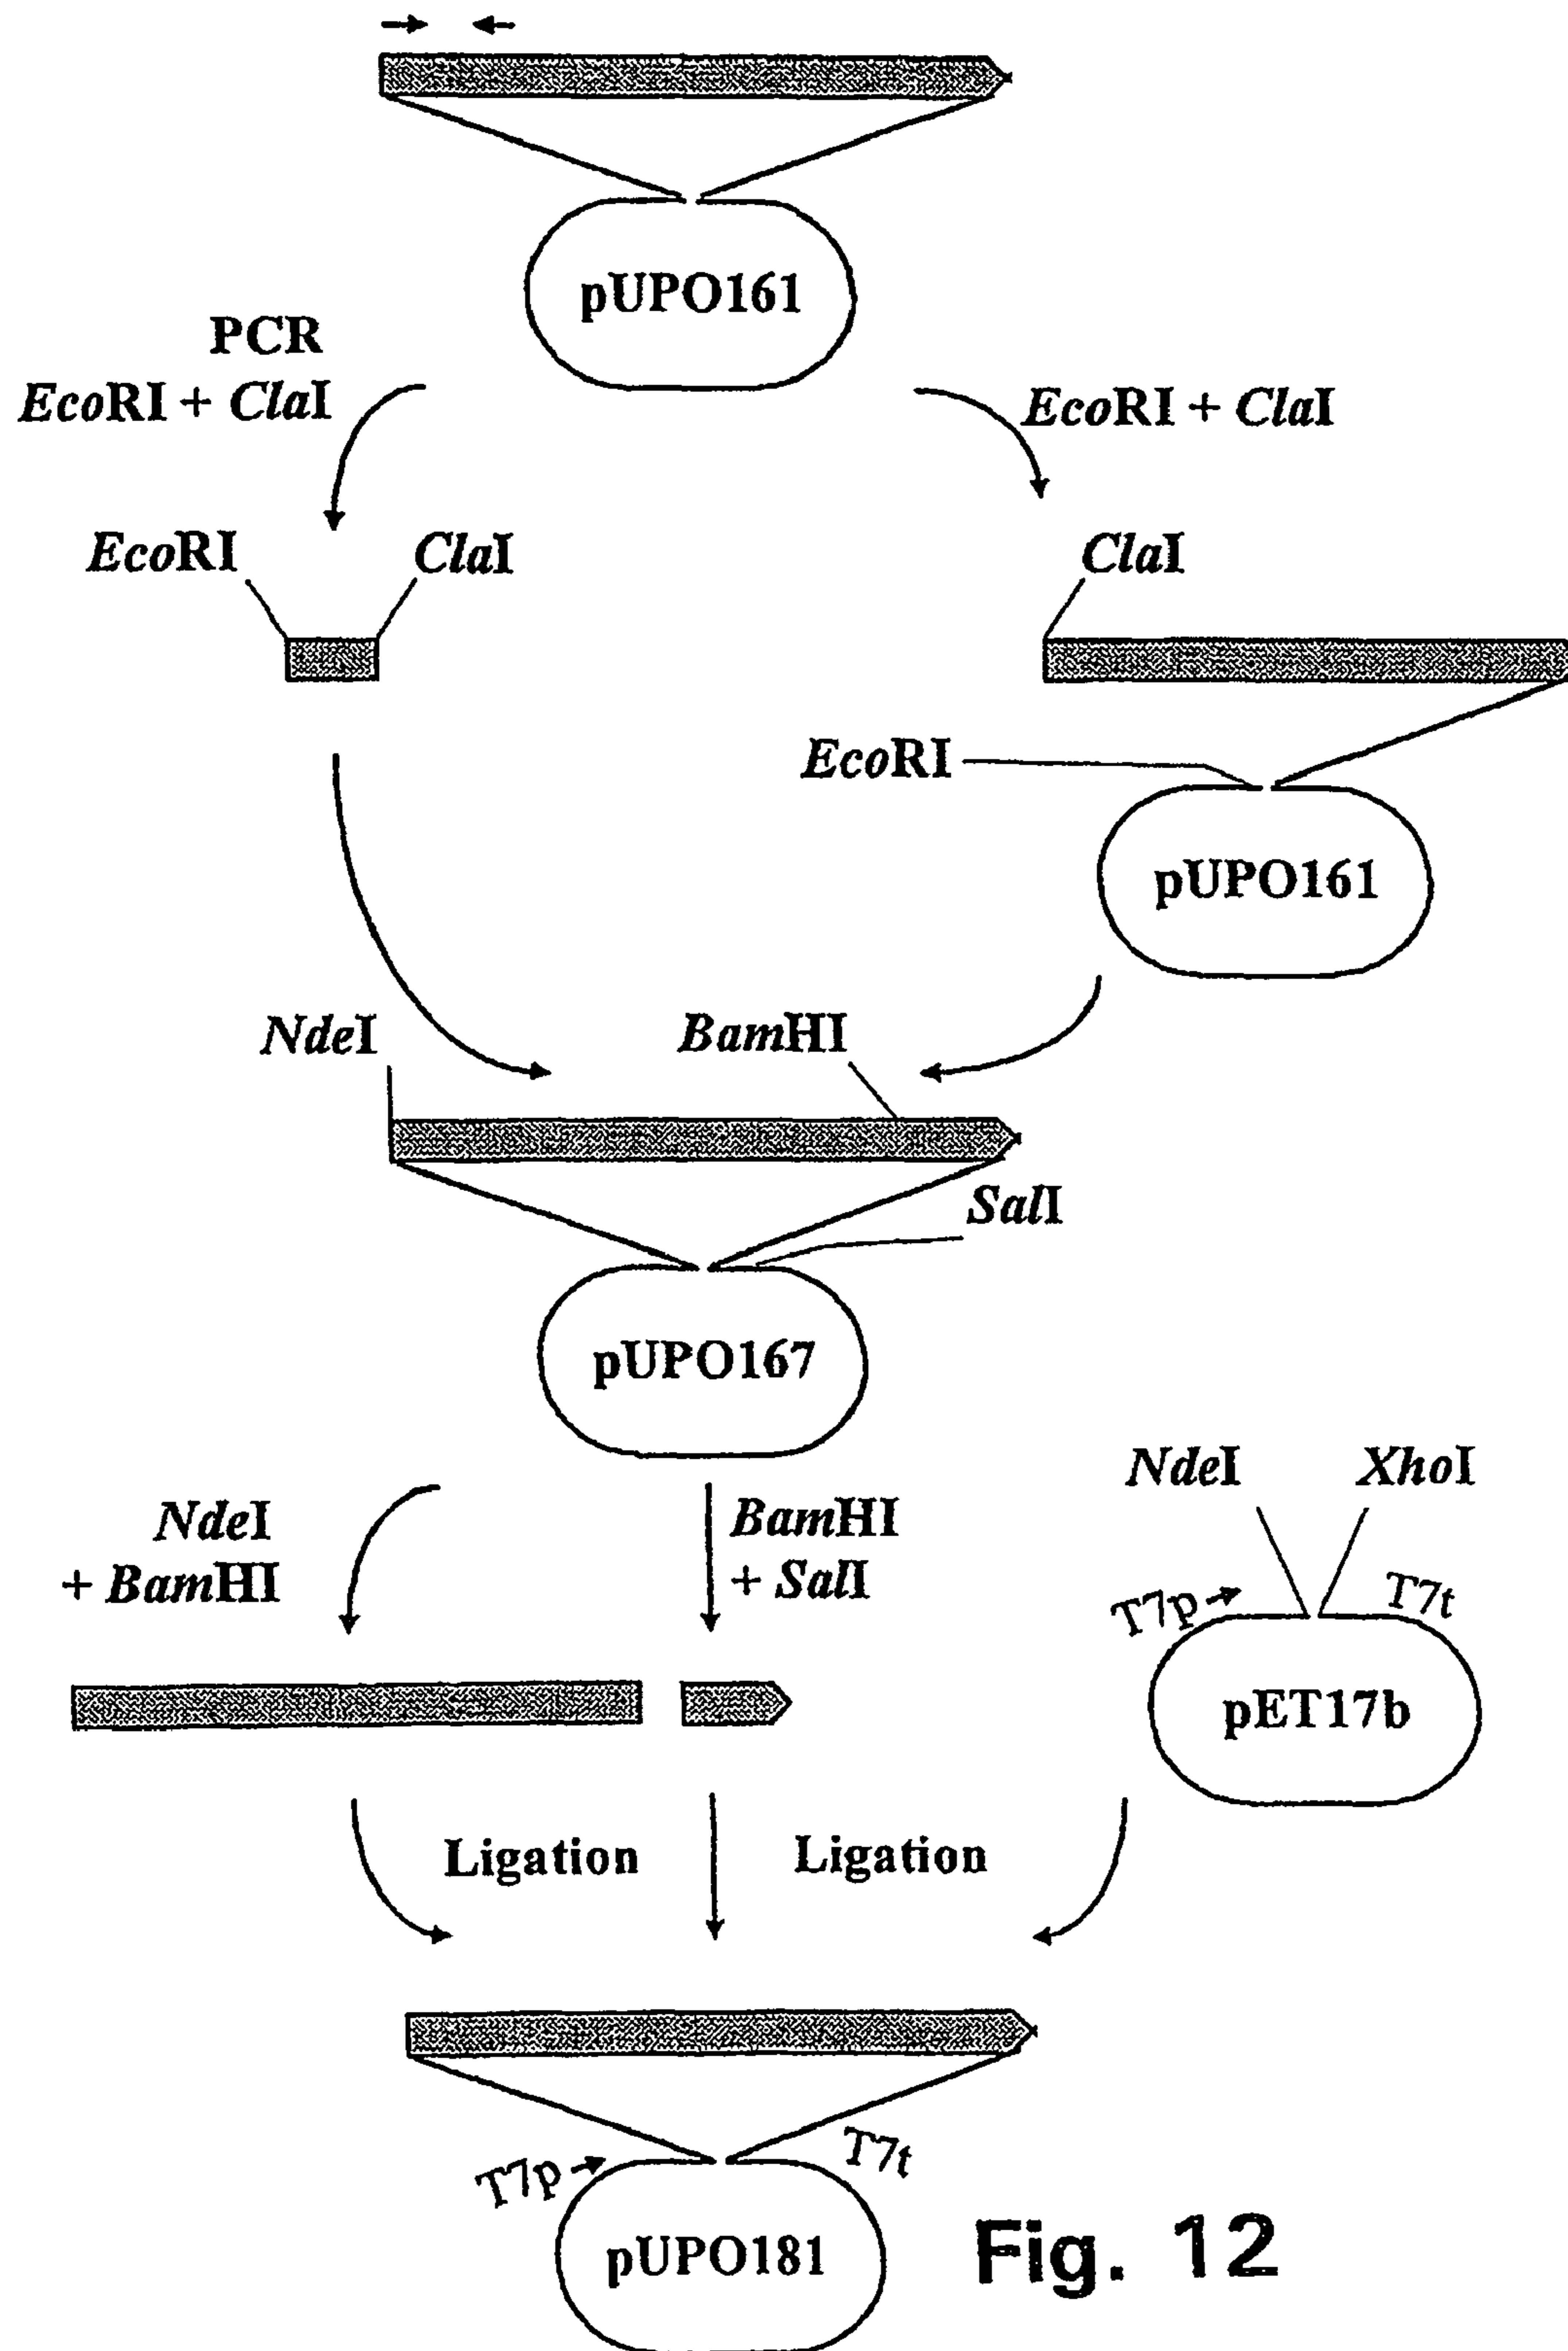 pUPO161
PCR
EcoRI + ClaI
EcoRI + ClaI
EcoRI
ClaI
ClaI
EcoRI
pUPO161
NdeI
BamHI
SalI
pUPO167
NdeI
+ BamHI
BamHI
+ SalI
NdeI
XhoI
T7p
T7t
pET17b
Ligation
Ligation
T7p
T7t
pUPO181
Fig. 12